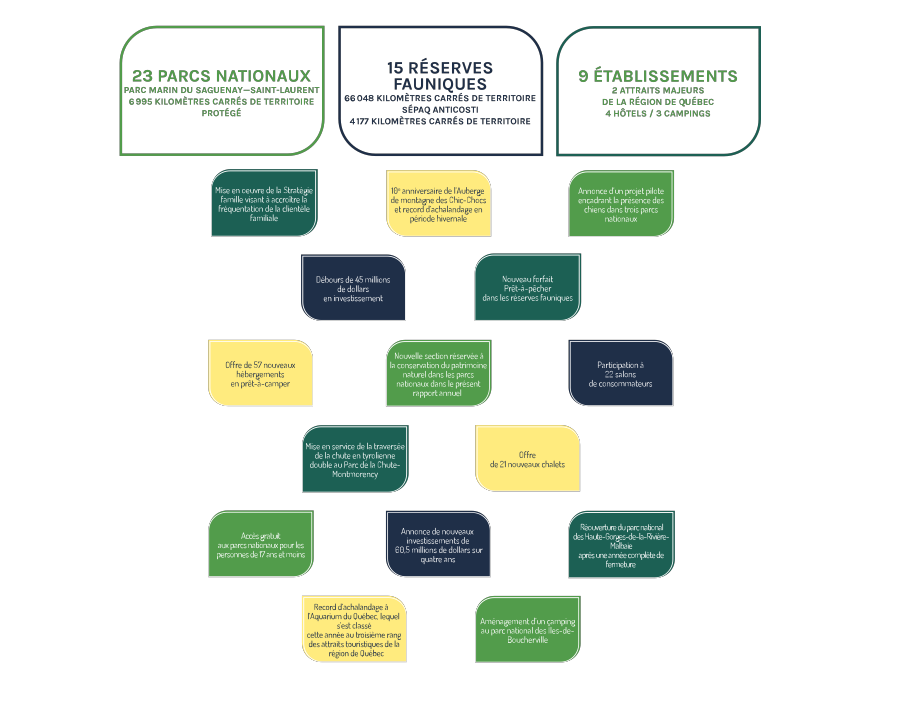 23 PARCS NATIONAUX
PARC MARIN DU SAGUENAY—SAINT-LAURENT
6 995 KILOMÈTRES CARRÉS DE TERRITOIRE
PROTÉGÉ
15 RÉSERVES
FAUNIQUES
66 048 KILOMÈTRES CARRÉS DE TERRITOIRE
SÉPAQ ANTICOSTI
4 177 KILOMÈTRES CARRÉS DE TERRITOIRE
9 ÉTABLISSEMENTS
2 ATTRAITS MAJEURS
DE LA RÉGION DE QUÉBEC
4 HÔTELS / 3 CAMPINGS
Mise en oeuvre de la Stratégie
famille visant à accroître la
fréquentation de la clientèle
familiale
10e anniversaire de l'Auberge
de montagne des Chic-Chocs
et record d'achalandage en
période hivernale
Annonce d'un projet pilote
encadrant la présence des
chiens dans trois parcs
nationaux
Débours de 45 millions
de dollars
en investissement
Nouveau forfait
Prêt-à-pêcher
dans les réserves fauniques
Offre de 57 nouveaux
hébergements
en prêt-à-camper
Nouvelle section réservée à
la conservation du patrimoine
naturel dans les parcs
nationaux dans le présent
rapport annuel
Participation à
22 salons
de consommateurs
Mise en service de la traversée
de la chute en tyrolienne
double au Parc de la Chute-
Montmorency
Offre
de 21 nouveaux chalets
Accès gratuit
aux parcs nationaux pour les
personnes de 17 ans et moins
Annonce de nouveaux
investissements de
60,5 millions de dollars sur
quatre ans
Réouverture du parc national
des Haute-Gorges-de-la-Rivière-
Malbaie
après une année complète de
fermeture
Record d'achalandage à
l'Aquarium du Québec, lequel
s'est classé
cette année au troisième rang
des attraits touristiques de la
région de Québec
Aménagement d'un camping
au parc national des Îles-de-
Boucherville